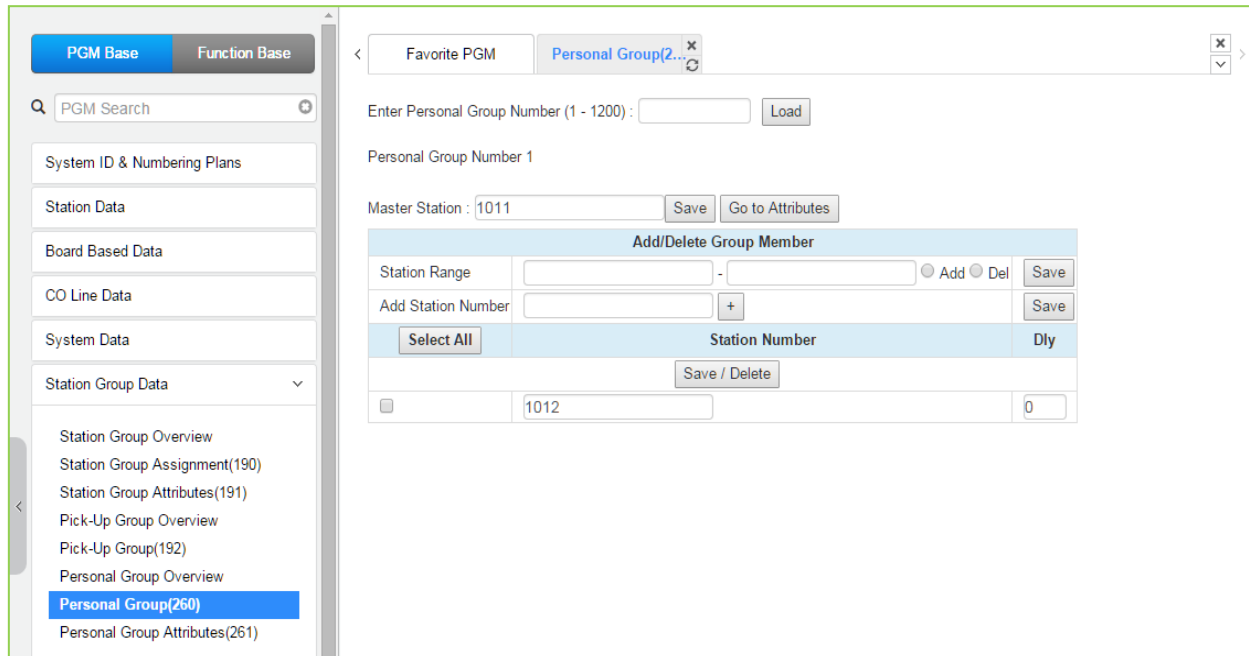 PGM Base Function Base
PGM Search
System ID & Numbering Plans
Station Data
Board Based Data
CO Line Data
System Data
Station Group Data
Station Group Overview
Station Group Assignment(190)
Station Group Attributes(191)
Pick-Up Group Overview
Pick-Up Group(192)
Personal Group Overview
Personal Group(260)
Personal Group Attributes(261)
Favorite PGM Personal Group(2...
Enter Personal Group Number (1 - 1200) : Load
Personal Group Number 1
Master Station : 1011 Save Go to Attributes
Add/Delete Group Member
Station Range - Add Del Save
Add Station Number + Save
Select All Station Number Dly
Save / Delete
1012 0